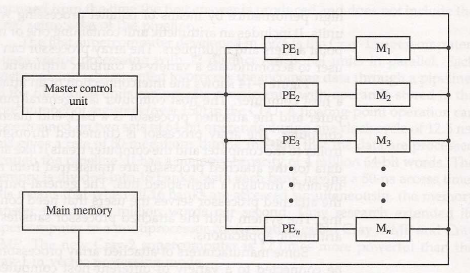 PE₁ M₁
Master control
unit
PE₂ M₂
PE₃ M₃
Main memory
PEₙ Mₙ